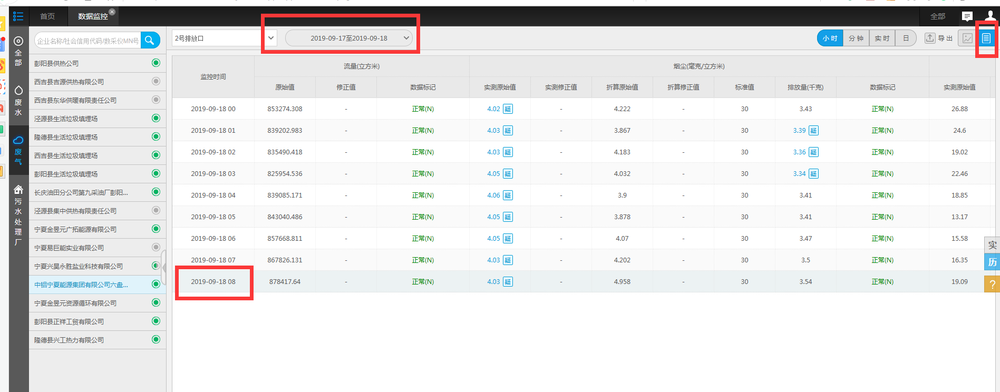 首页
数据监控
全部
全部
废水
废气
污水处理厂
企业名称/社会信用代码/数采仪MN号
彭阳县供热公司
西吉县吉源供热有限公司
西吉县东华供暖有限责任公司
泾源县生活垃圾填埋场
隆德县生活垃圾填埋场
西吉县生活垃圾填埋场
彭阳县生活垃圾填埋场
长庆油田分公司第九采油厂彭阳...
泾源县集中供热有限责任公司
宁夏金昱元广拓能源有限公司
宁夏易巨能实业有限公司
宁夏兴昊永胜盐业科技有限公司
中铝宁夏能源集团有限公司六盘...
宁夏金昱元资源循环有限公司
彭阳县正祥工贸有限公司
隆德县兴工热力有限公司
2号排放口
2019-09-17至2019-09-18
小时 分钟 实时 日 导出
监控时间 流量(立方米) 烟尘(毫克/立方米)
原始值 修正值 数据标记 实测原始值 实测修正值 折算原始值 折算修正值 标准值 排放量(千克) 数据标记 实测原始值
2019-09-18 00 853274.308 - 正常(N) 4.02 疑 - 4.222 - 30 3.43 正常(N) 26.88
2019-09-18 01 839202.983 - 正常(N) 4.03 疑 - 3.867 - 30 3.39 疑 正常(N) 24.6
2019-09-18 02 835490.418 - 正常(N) 4.03 疑 - 4.183 - 30 3.36 疑 正常(N) 19.02
2019-09-18 03 825954.536 - 正常(N) 4.05 疑 - 4.032 - 30 3.34 疑 正常(N) 22.46
2019-09-18 04 839085.171 - 正常(N) 4.06 疑 - 3.9 - 30 3.41 正常(N) 18.85
2019-09-18 05 843040.486 - 正常(N) 4.05 疑 - 3.878 - 30 3.41 正常(N) 13.17
2019-09-18 06 857668.811 - 正常(N) 4.05 疑 - 4.07 - 30 3.47 正常(N) 15.58
2019-09-18 07 867826.131 - 正常(N) 4.03 疑 - 4.202 - 30 3.5 正常(N) 16.35
2019-09-18 08 878417.64 - 正常(N) 4.03 疑 - 4.958 - 30 3.54 正常(N) 19.09
实
历
?